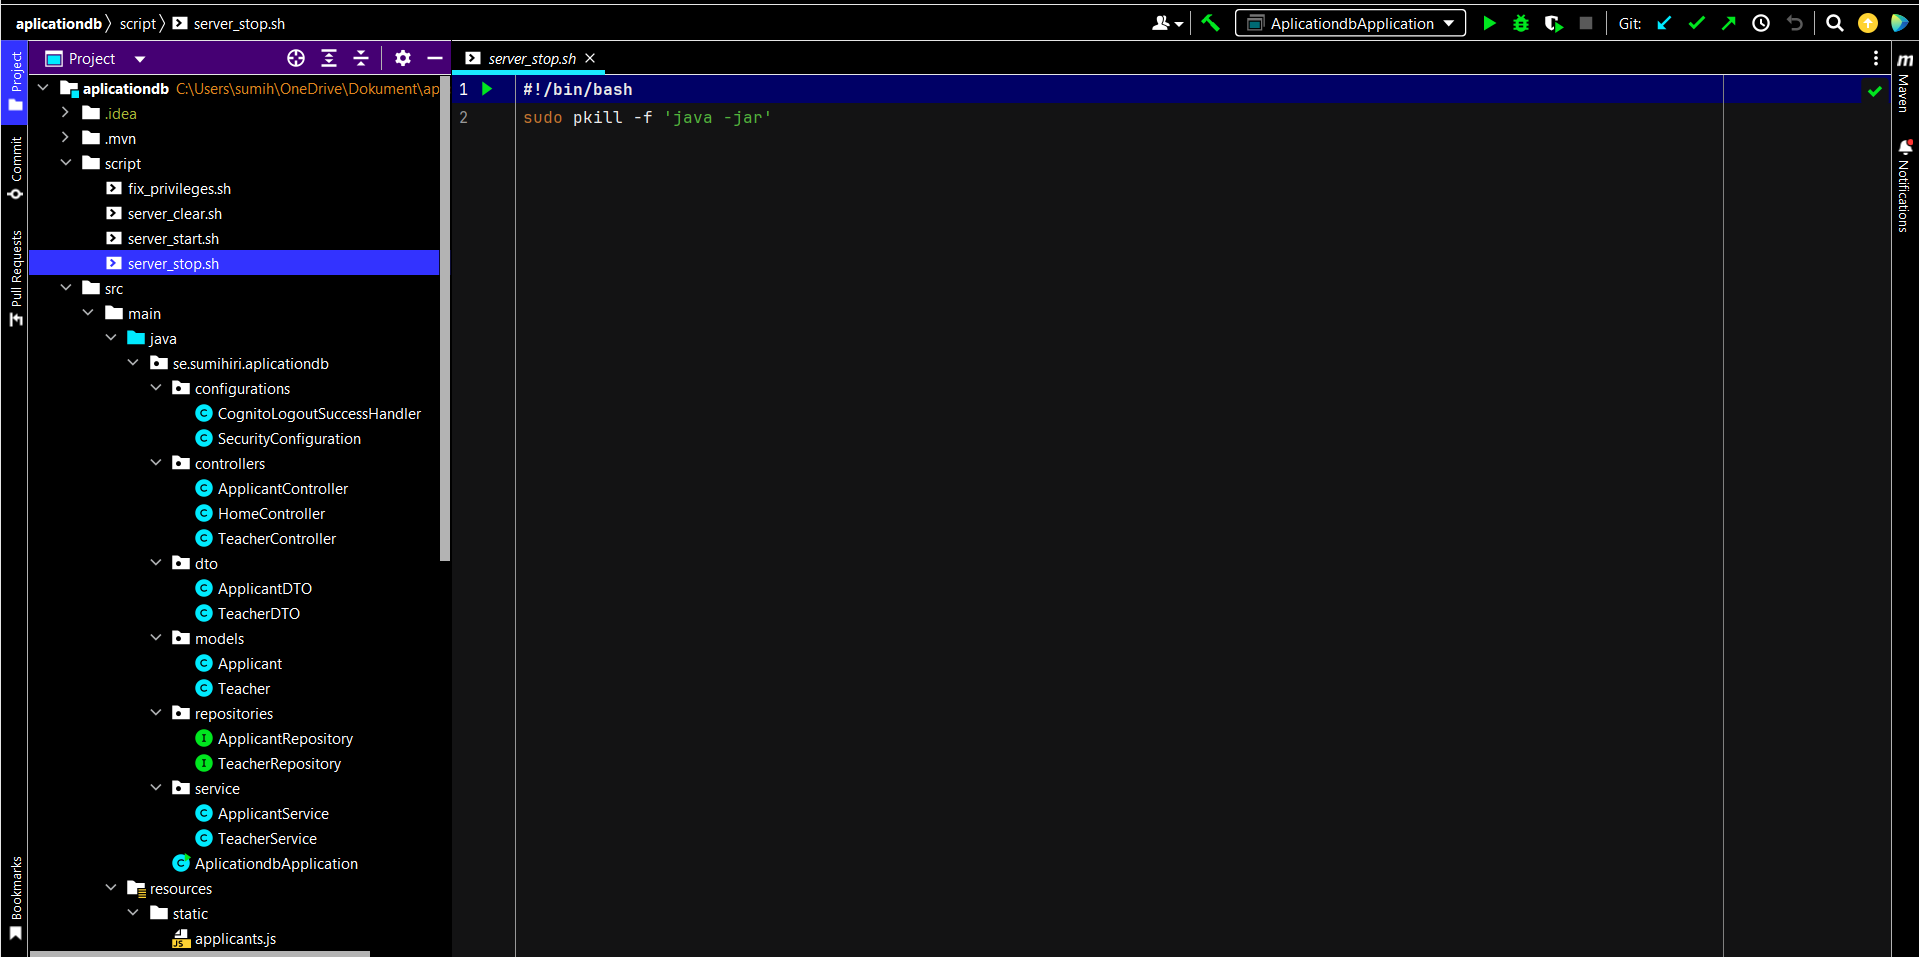 aplicationdb script server_stop.sh
AplicationdbApplication
Git:
Project
server_stop.sh
Project
Commit
Pull Requests
Bookmarks
aplicationdb C:\Users\sumih\OneDrive\Dokument\ap
.idea
.mvn
script
fix_privileges.sh
server_clear.sh
server_start.sh
server_stop.sh
src
main
java
se.sumihiri.aplicationdb
configurations
CognitoLogoutSuccessHandler
SecurityConfiguration
controllers
ApplicantController
HomeController
TeacherController
dto
ApplicantDTO
TeacherDTO
models
Applicant
Teacher
repositories
ApplicantRepository
TeacherRepository
service
ApplicantService
TeacherService
AplicationdbApplication
resources
static
applicants.js
1 #!/bin/bash
2 sudo pkill -f 'java -jar'
m
Maven
Notifications